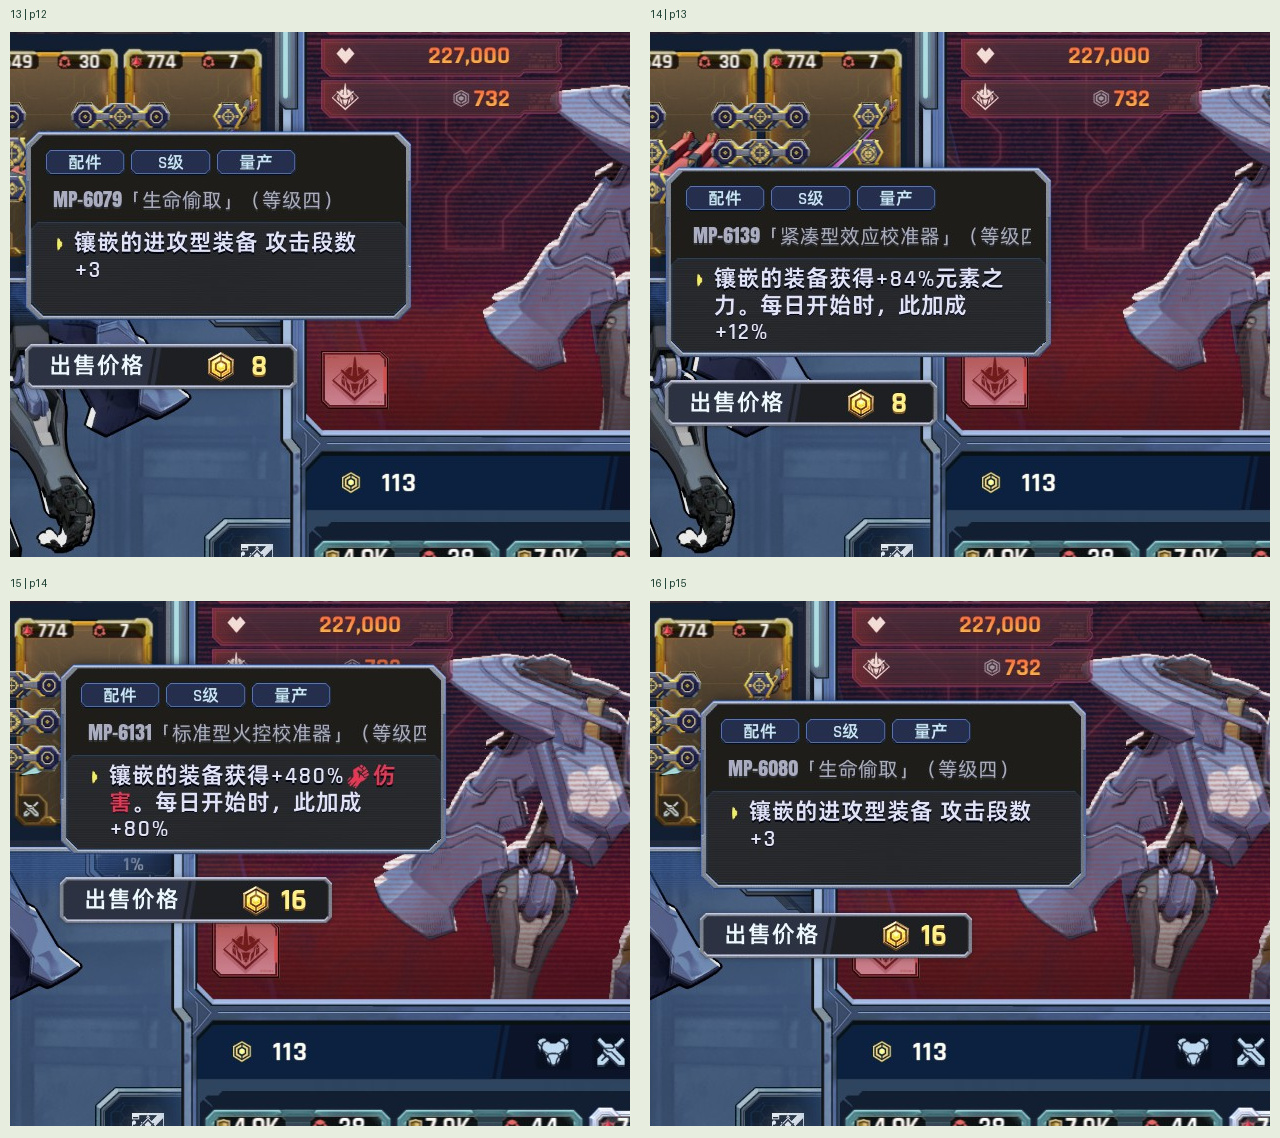 13|p12
49 30 774 7
227,000
732
配件 S级 量产
MP-6079「生命偷取」（等级四）
镶嵌的进攻型装备 攻击段数
+3
出售价格 8
113
14|p13
49 30 774 7
227,000
732
配件 S级 量产
MP-6139「紧凑型效应校准器」（等级
镶嵌的装备获得+84%元素之
力。每日开始时，此加成
+12%
出售价格 8
113
15|p14
774 7
227,000
配件 S级 量产
MP-6131「标准型火控校准器」（等级
镶嵌的装备获得+480%伤
害。每日开始时，此加成
+80%
1%
出售价格 16
113
16|p15
774 7
227,000
732
配件 S级 量产
MP-6080「生命偷取」（等级四）
镶嵌的进攻型装备 攻击段数
+3
出售价格 16
113